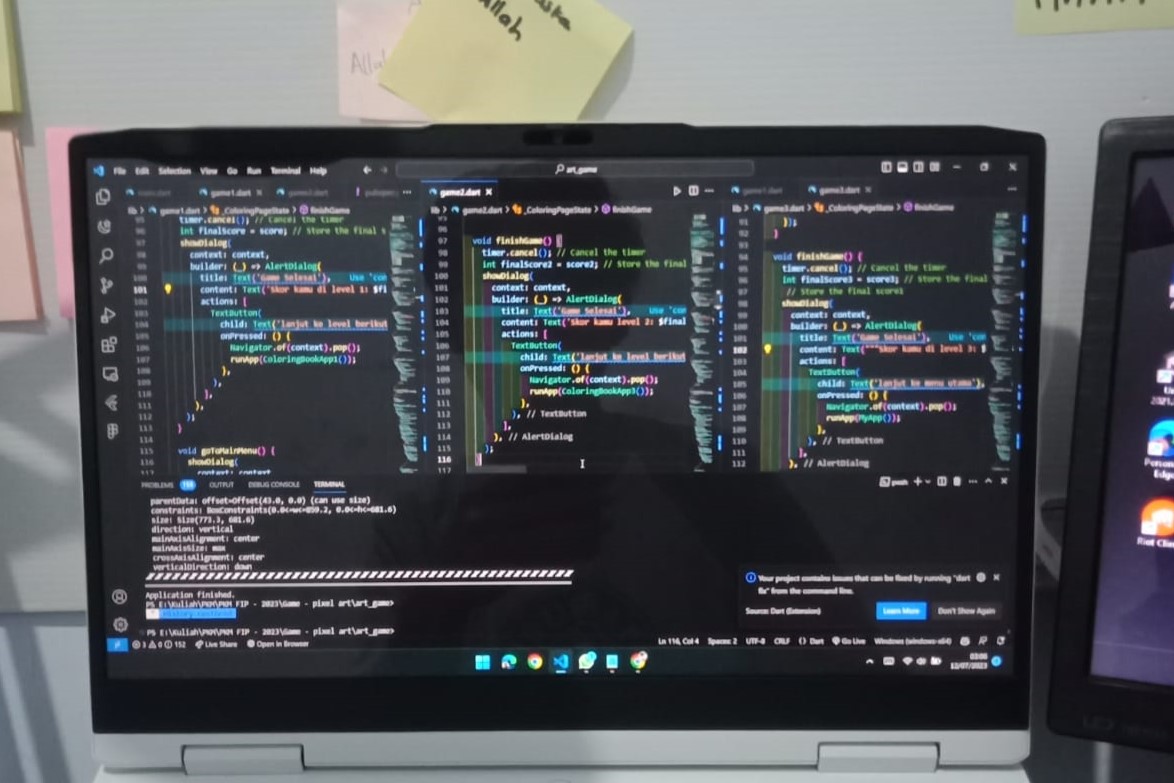 Allah
File Edit Selection View Go Run Terminal Help
art_game
game1.dart
game2.dart
game3.dart
lib > game1.dart > _ColoringPageState > finishGame
timer.cancel(); // Cancel the timer
int finalScore = score; // Store the final s
showDialog(
context: context,
builder: (_) => AlertDialog(
title: Text('Game Selesai'), Use 'con
content: Text('Skor kamu di level 1: $fi
actions: [
TextButton(
child: Text('lanjut ke level berikut
onPressed: () {
Navigator.of(context).pop();
runApp(ColoringBookApp1());
},
),
],
),
);
}
void goToMainMenu() {
showDialog(
context: context
lib > game2.dart > _ColoringPageState > finishGame
96
97 void finishGame() {
98 timer.cancel(); // Cancel the timer
99 int finalScore2 = score2; // Store the final
100 showDialog(
101 context: context,
102 builder: (_) => AlertDialog(
103 title: Text('Game Selesai'), Use 'con
104 content: Text('Skor kamu level 2: $final
105 actions: [
106 TextButton(
107 child: Text('lanjut ke level berikut
108 onPressed: () {
109 Navigator.of(context).pop();
110 runApp(ColoringBookApp3());
111 },
112 ), // TextButton
113 ],
114 ), // AlertDialog
115 );
116 }
117
lib > game3.dart > _ColoringPageState > finishGame
91 });
92 }
93
94 void finishGame() {
95 timer.cancel(); // Cancel the timer
96 int finalScore3 = score3; // Store the final
97 // Store the final score1
98 showDialog(
99 context: context,
100 builder: (_) => AlertDialog(
101 title: Text('Game Selesai'), Use 'con
102 content: Text('""Skor kamu di level 3: $
103 actions: [
104 TextButton(
105 child: Text('lanjut ke menu utama'),
106 onPressed: () {
107 Navigator.of(context).pop();
108 runApp(MyApp());
109 },
110 ), // TextButton
111 ],
112 ), // AlertDialog
PROBLEMS OUTPUT DEBUG CONSOLE TERMINAL
pwsh
parentData: offset=Offset(43.0, 0.0) (can use size)
constraints: BoxConstraints(0.0<=w<=859.2, 0.0<=h<=681.6)
size: Size(773.3, 681.6)
direction: vertical
mainAxisAlignment: center
mainAxisSize: max
crossAxisAlignment: center
verticalDirection: down
Application finished.
PS E:\Kuliah\PKM\PKM FIP - 2023\Game - pixel art\art_game>
PS E:\Kuliah\PKM\PKM FIP - 2023\Game - pixel art\art_game>
Your project contains issues that can be fixed by running "dart
fix" from the command line.
Source: Dart (Extension) Learn More Don't Show Again
3 0 152 Live Share Open in Browser Ln 116, Col 4 Spaces: 2 UTF-8 CRLF {} Dart Go Live Windows (windows-x64)
03:00
12/07/2023
Edge
Riot Clie